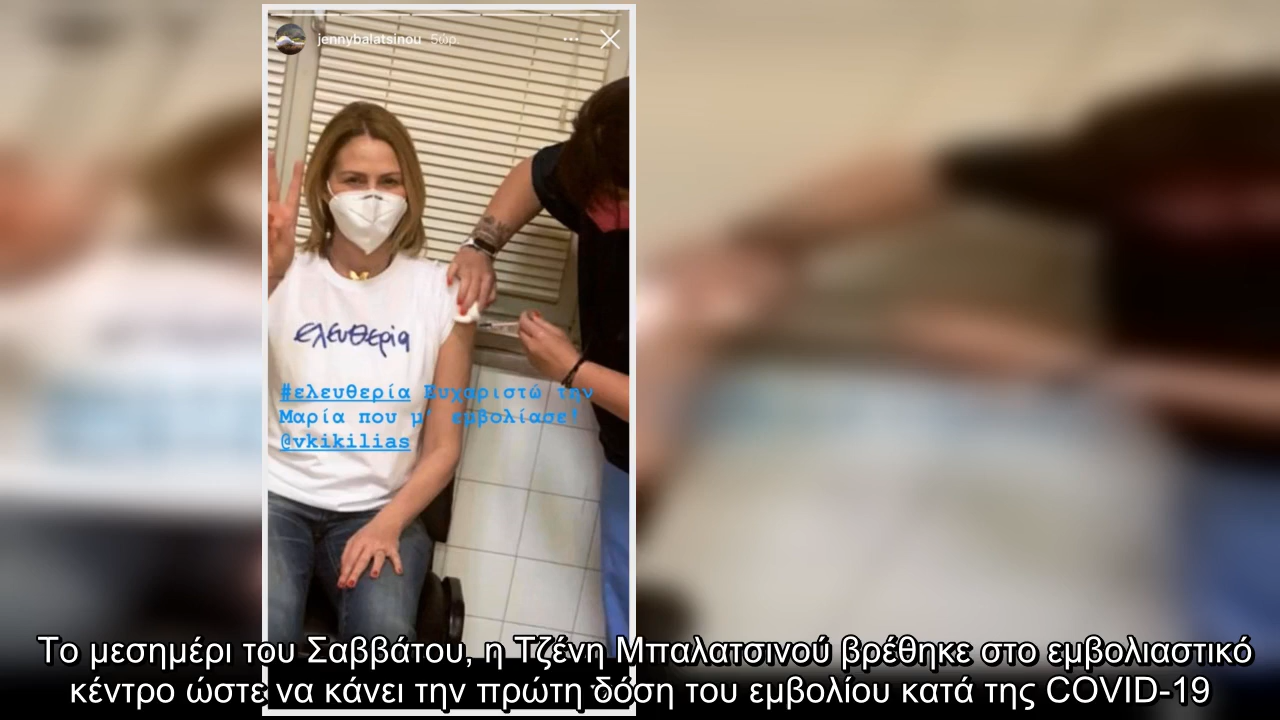 jennybalatsinou 5ώρ.
ελευθερία
#ελευθερία Ευχαριστώ την
Μαρία που μ' εμβολίασε!
@vkikilias
Το μεσημέρι του Σαββάτου, η Τζένη Μπαλατσινού βρέθηκε στο εμβολιαστικό
κέντρο ώστε να κάνει την πρώτη δόση του εμβολίου κατά της COVID-19